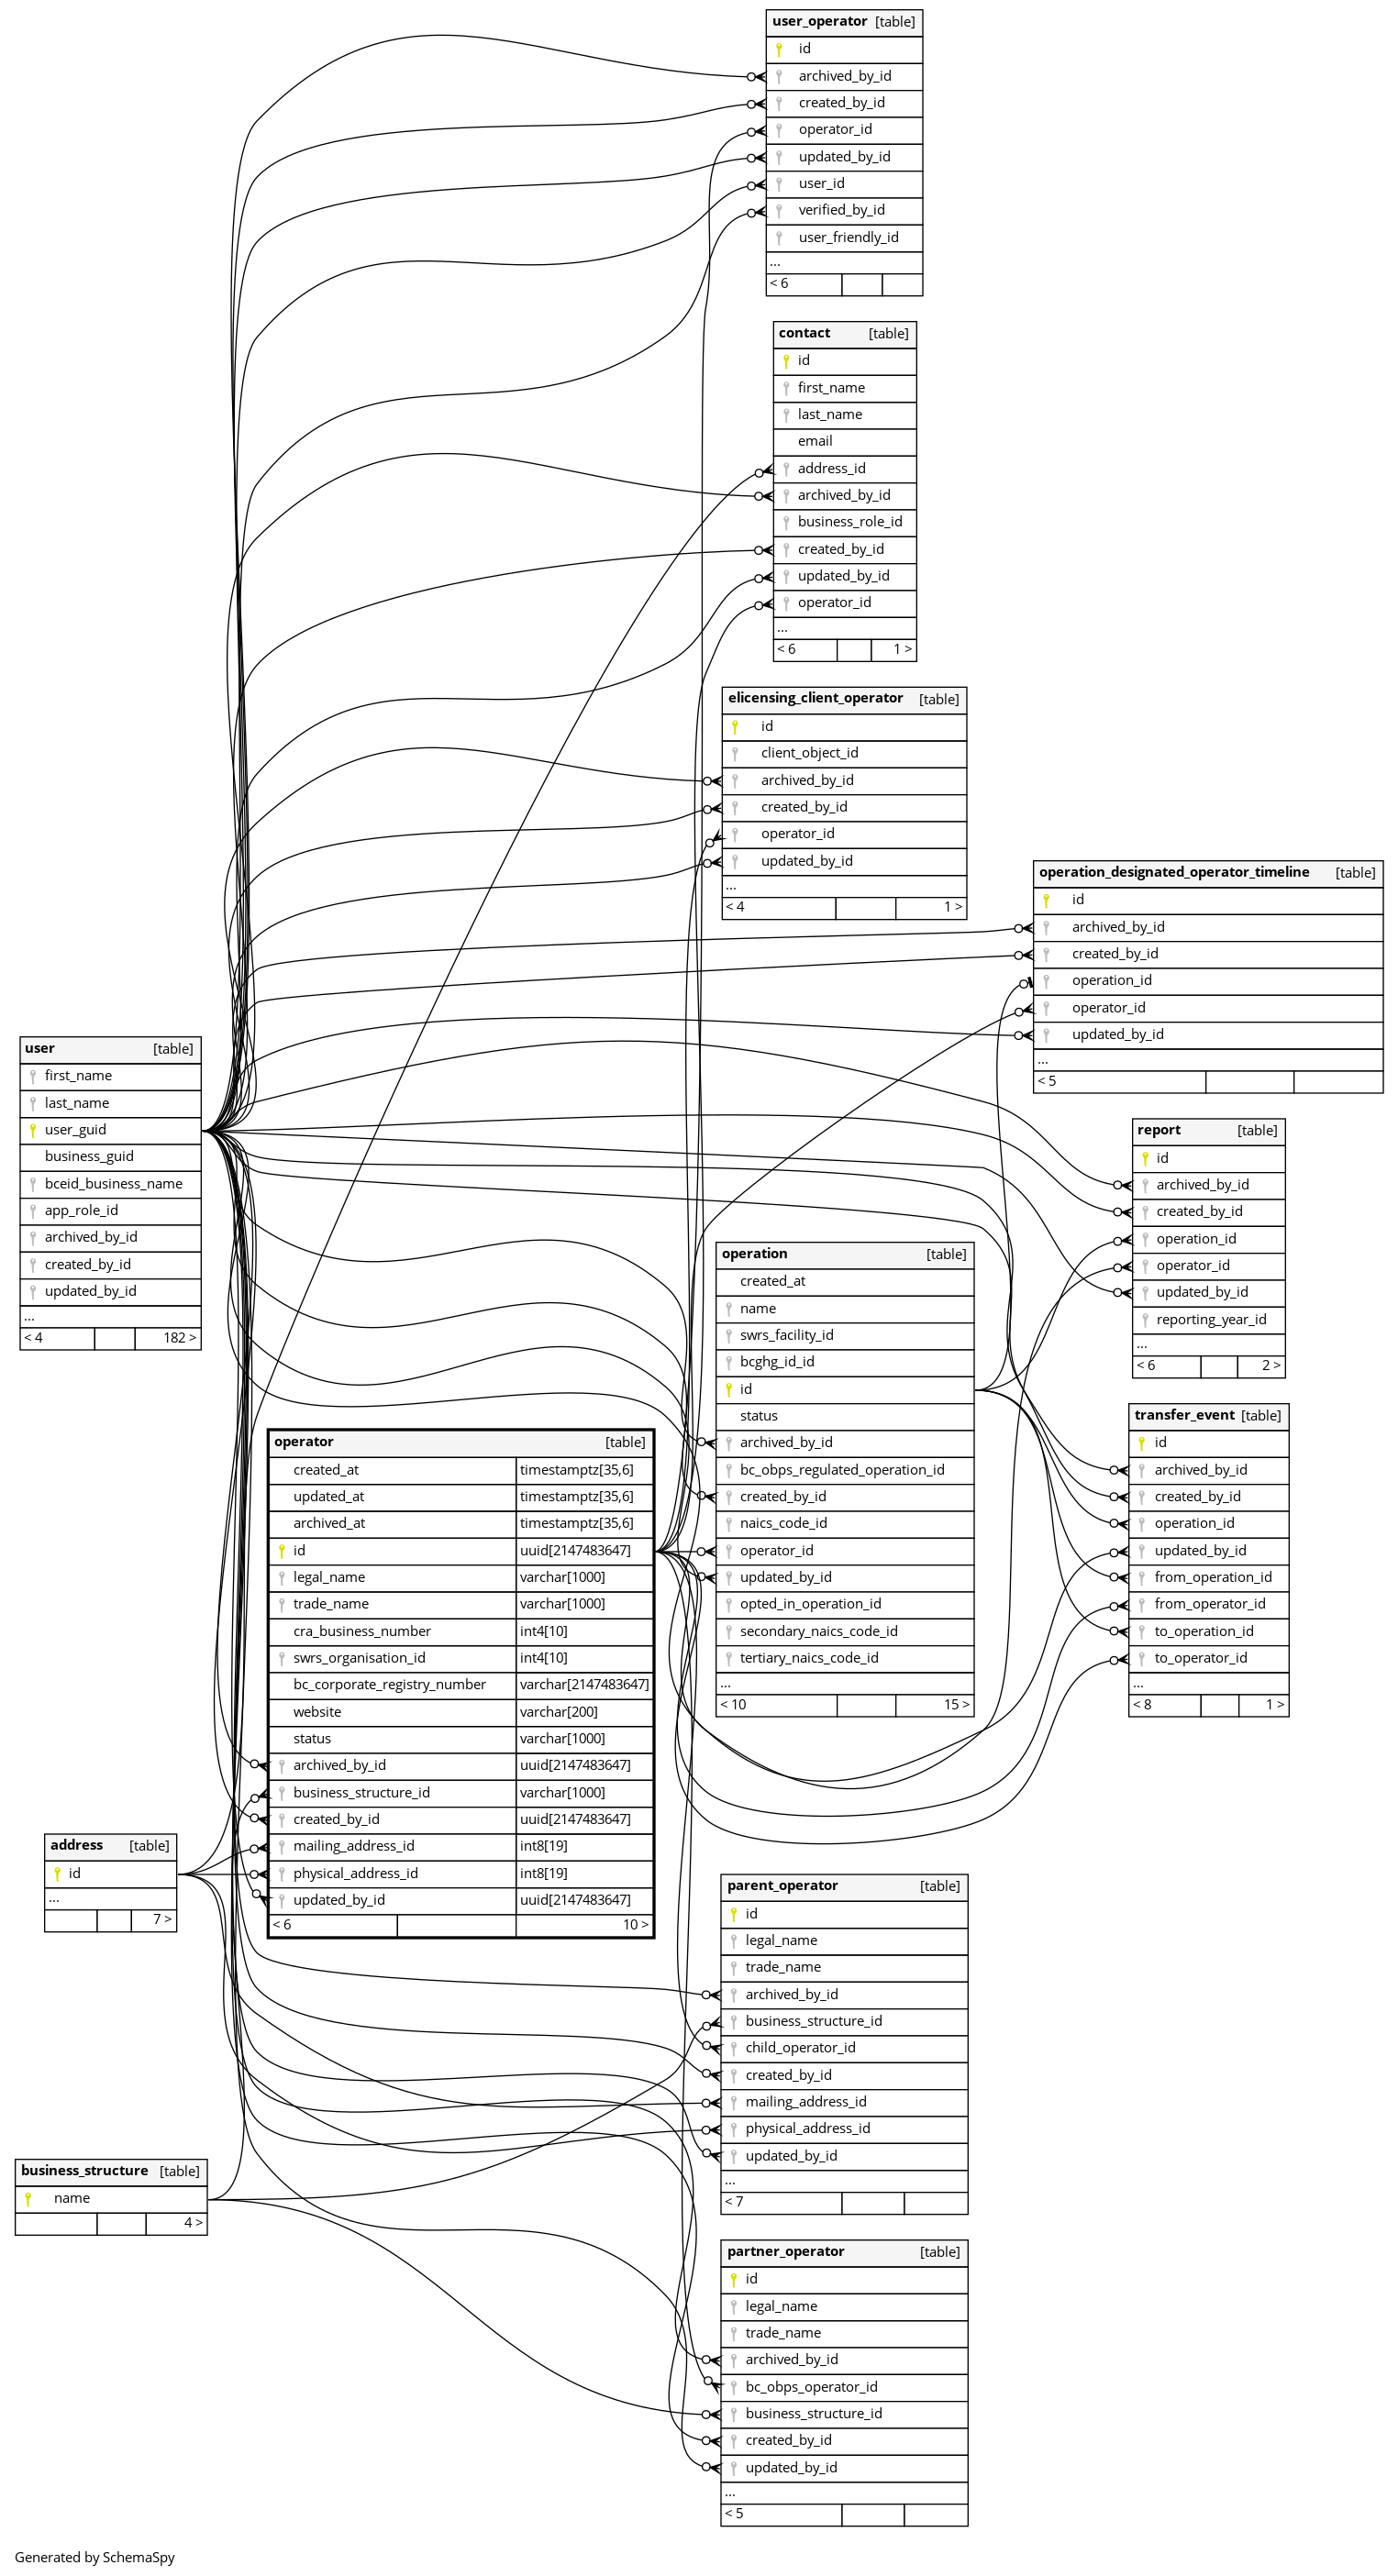 user_operator [table]
id
archived_by_id
created_by_id
operator_id
updated_by_id
user_id
verified_by_id
user_friendly_id
...
< 6
contact [table]
id
first_name
last_name
email
address_id
archived_by_id
business_role_id
created_by_id
updated_by_id
operator_id
...
< 6 1 >
elicensing_client_operator [table]
id
client_object_id
archived_by_id
created_by_id
operator_id
updated_by_id
...
< 4 1 >
operation_designated_operator_timeline [table]
id
archived_by_id
created_by_id
operation_id
operator_id
updated_by_id
...
< 5
user [table]
first_name
last_name
user_guid
business_guid
bceid_business_name
app_role_id
archived_by_id
created_by_id
updated_by_id
...
< 4 182 >
report [table]
id
archived_by_id
created_by_id
operation_id
operator_id
updated_by_id
reporting_year_id
...
< 6 2 >
operation [table]
created_at
name
swrs_facility_id
bcghg_id_id
id
status
archived_by_id
bc_obps_regulated_operation_id
created_by_id
naics_code_id
operator_id
updated_by_id
opted_in_operation_id
secondary_naics_code_id
tertiary_naics_code_id
...
< 10 15 >
transfer_event [table]
id
archived_by_id
created_by_id
operation_id
updated_by_id
from_operation_id
from_operator_id
to_operation_id
to_operator_id
...
< 8 1 >
operator [table]
created_at timestamptz[35,6]
updated_at timestamptz[35,6]
archived_at timestamptz[35,6]
id uuid[2147483647]
legal_name varchar[1000]
trade_name varchar[1000]
cra_business_number int4[10]
swrs_organisation_id int4[10]
bc_corporate_registry_number varchar[2147483647]
website varchar[200]
status varchar[1000]
archived_by_id uuid[2147483647]
business_structure_id varchar[1000]
created_by_id uuid[2147483647]
mailing_address_id int8[19]
physical_address_id int8[19]
updated_by_id uuid[2147483647]
< 6 10 >
address [table]
id
...
7 >
parent_operator [table]
id
legal_name
trade_name
archived_by_id
business_structure_id
child_operator_id
created_by_id
mailing_address_id
physical_address_id
updated_by_id
...
< 7
business_structure [table]
name
4 >
partner_operator [table]
id
legal_name
trade_name
archived_by_id
bc_obps_operator_id
business_structure_id
created_by_id
updated_by_id
...
< 5
Generated by SchemaSpy